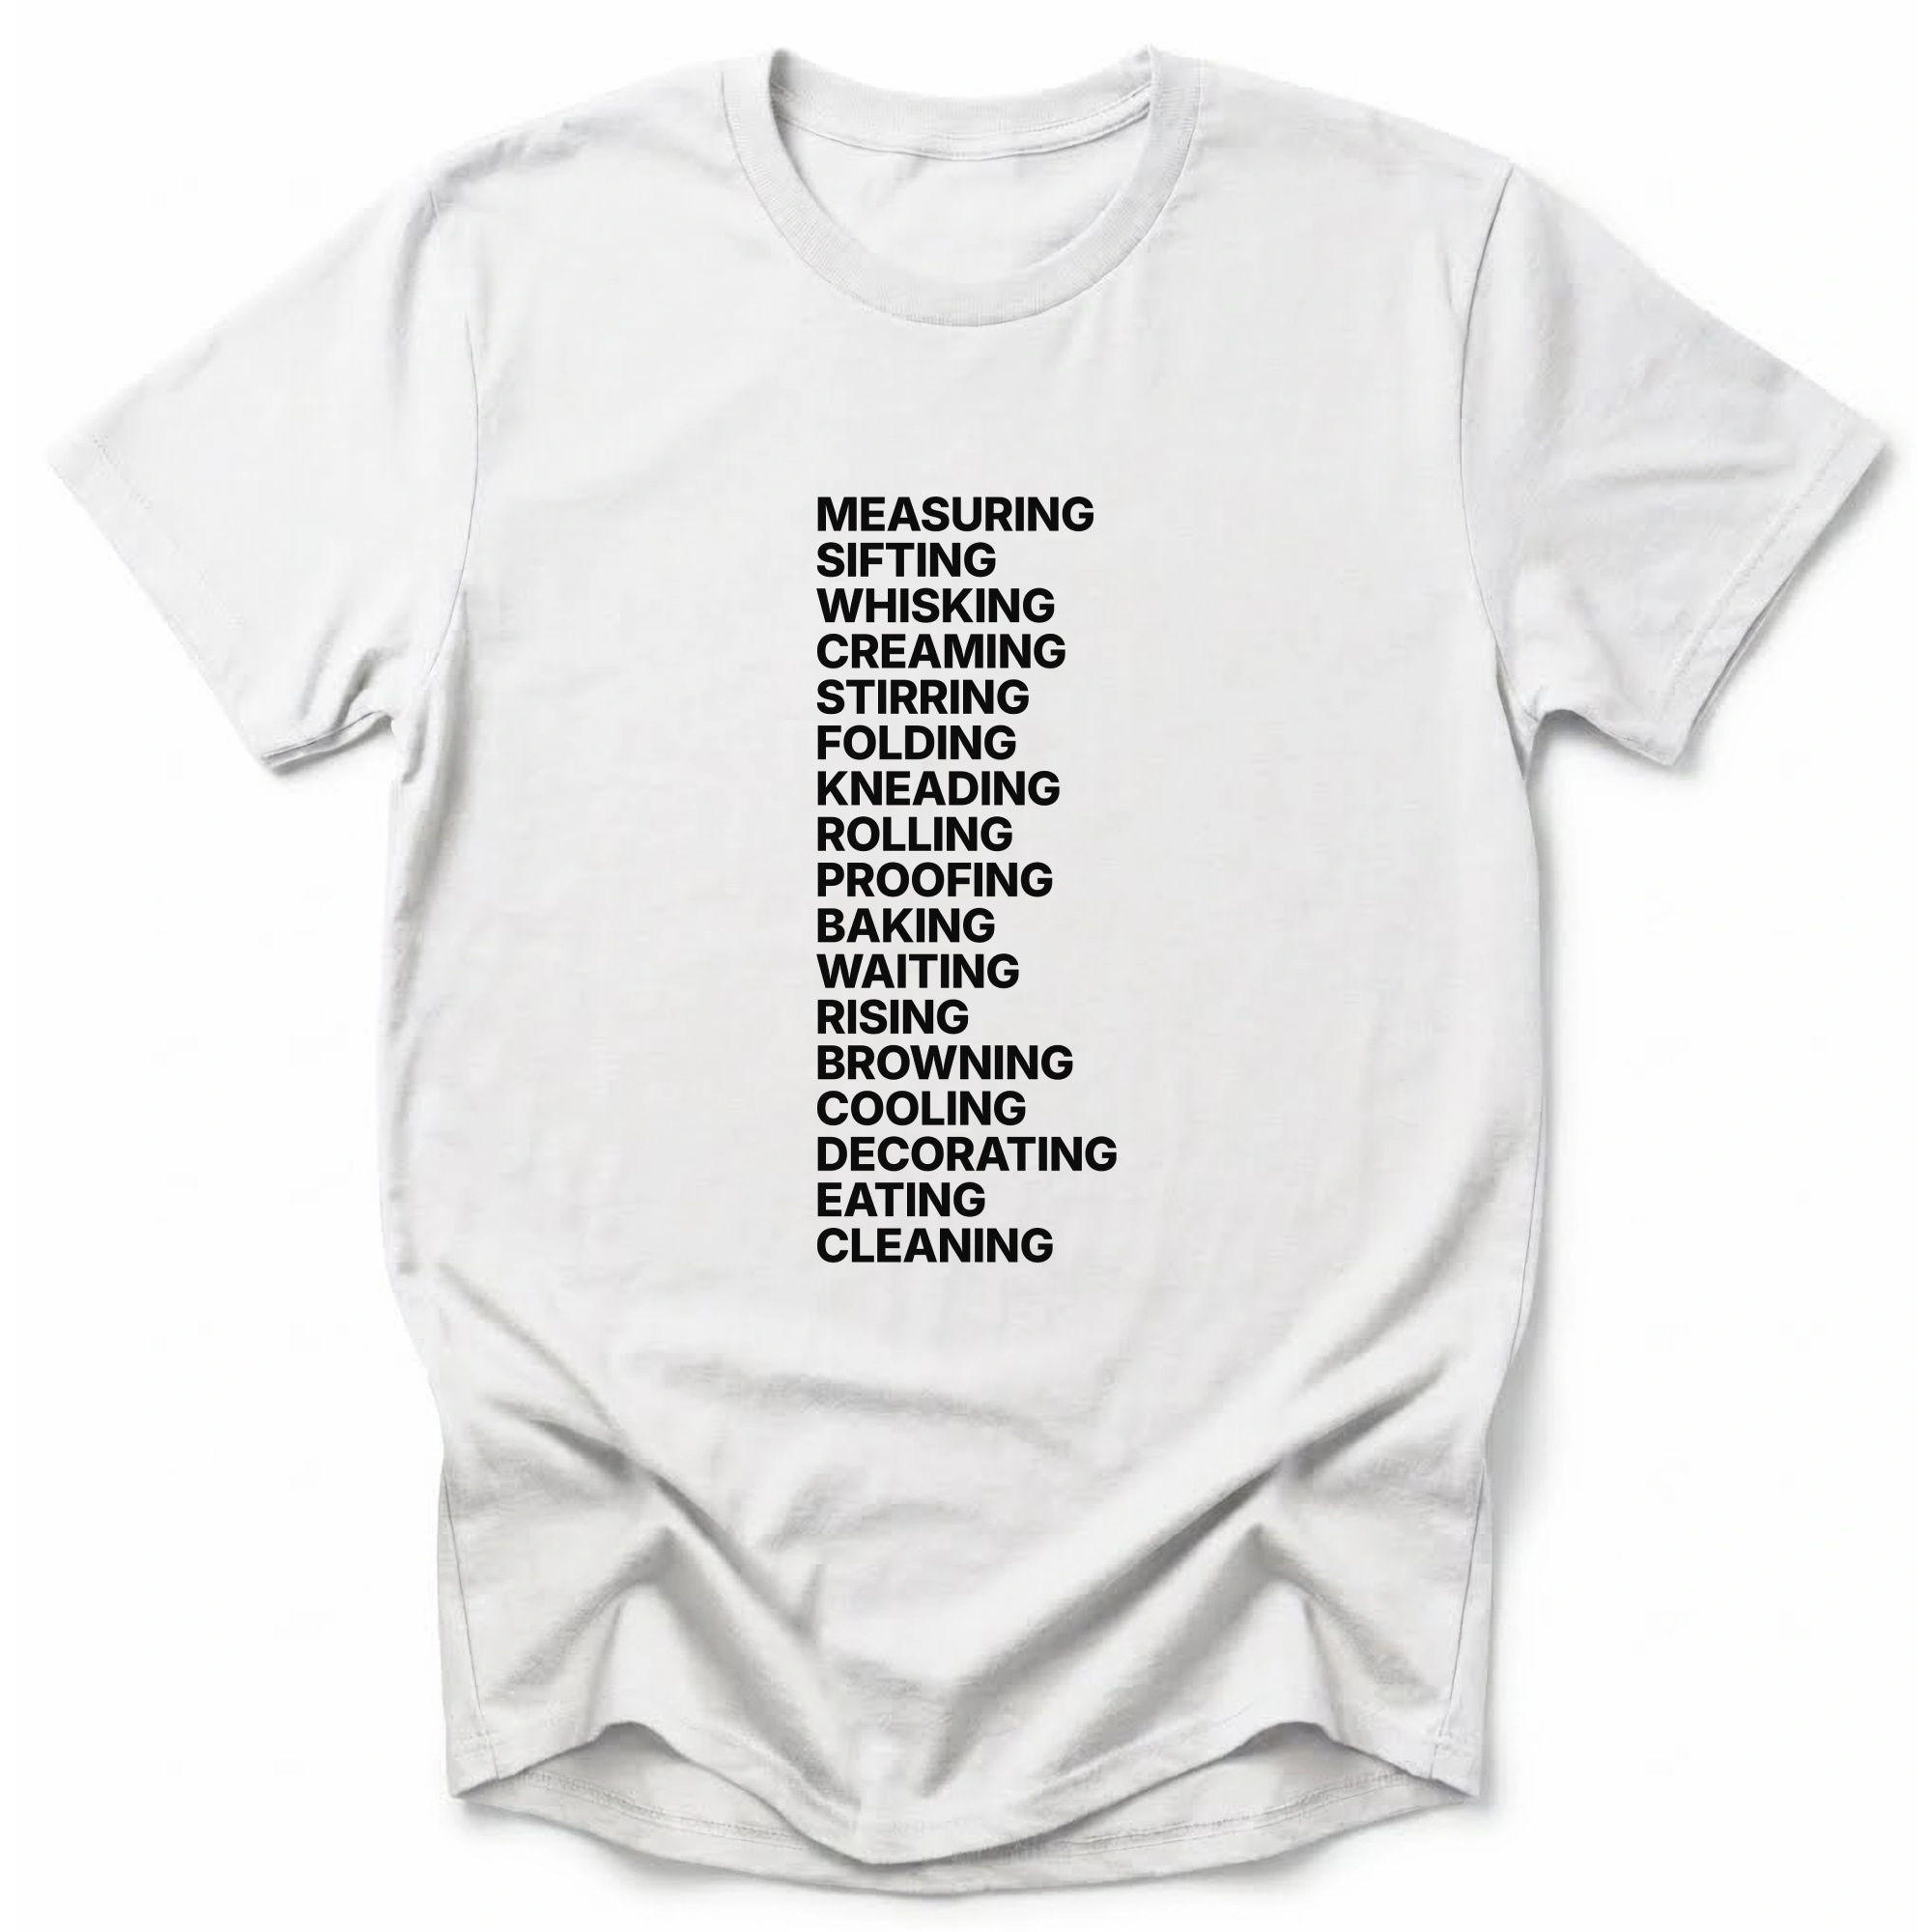 MEASURING
SIFTING
WHISKING
CREAMING
STIRRING
FOLDING
KNEADING
ROLLING
PROOFING
BAKING
WAITING
RISING
BROWNING
COOLING
DECORATING
EATING
CLEANING